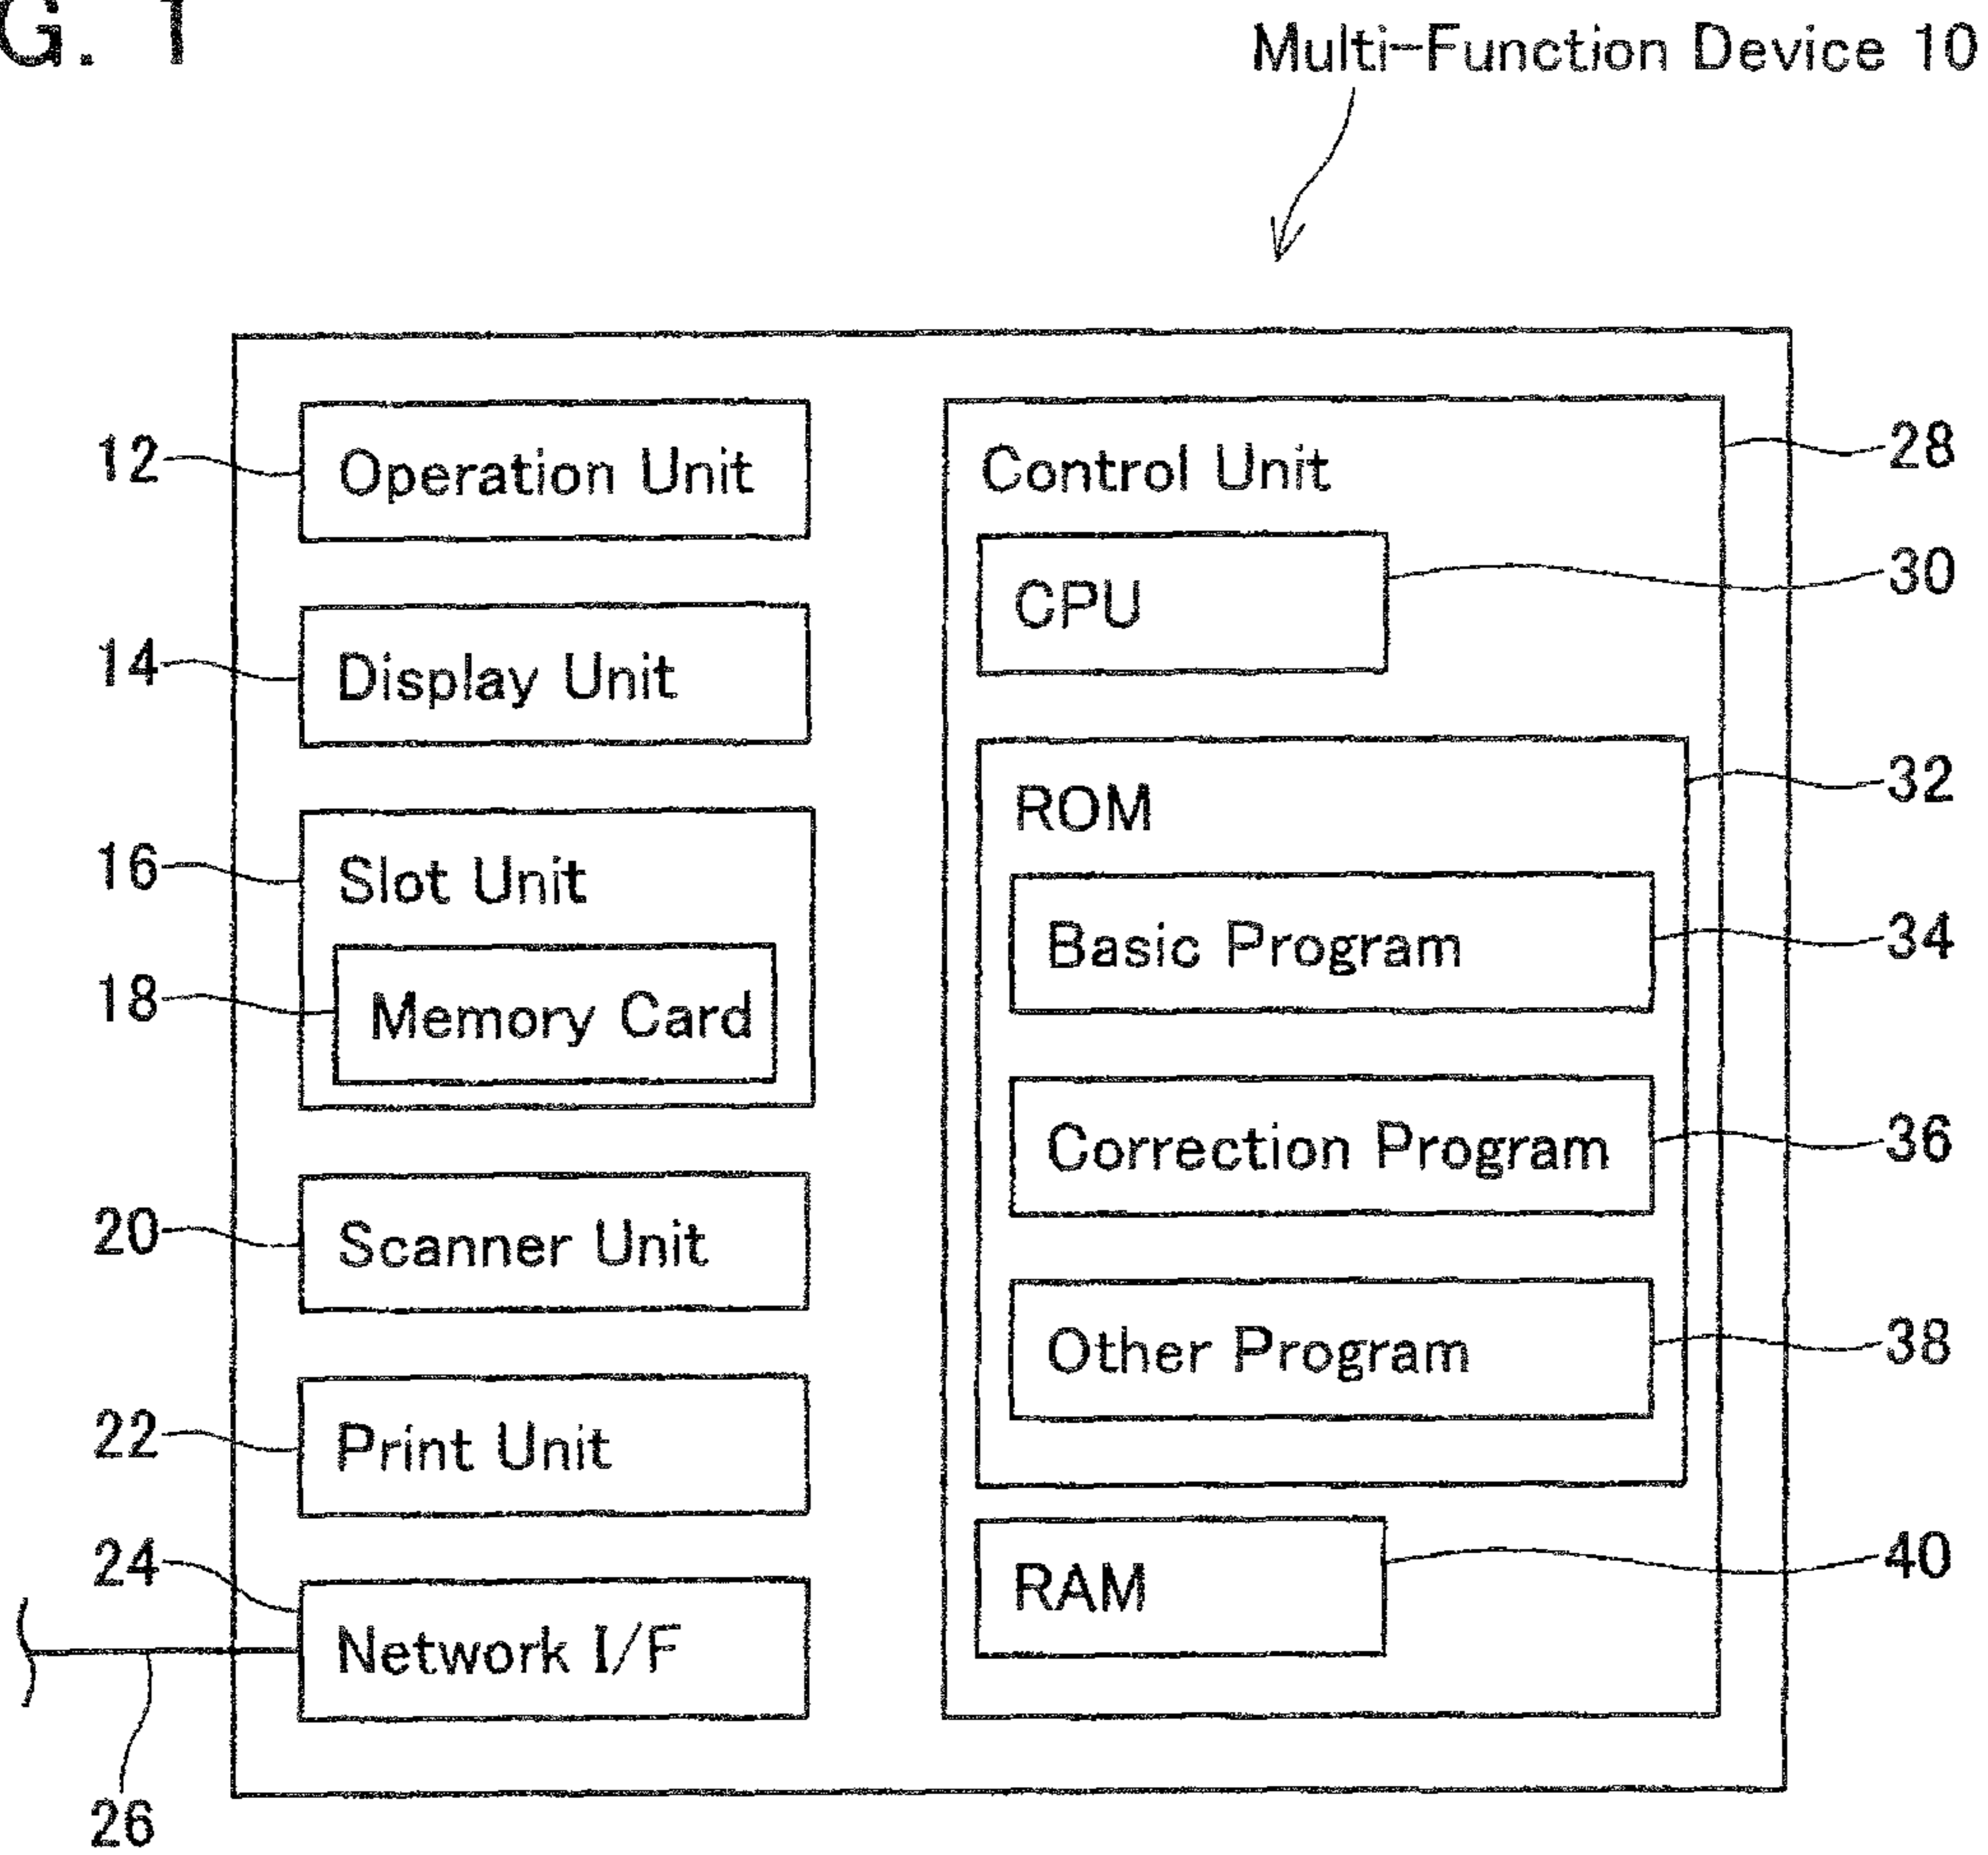 G. 1
Multi-Function Device 10
12
Operation Unit
14
Display Unit
16
Slot Unit
18
Memory Card
20
Scanner Unit
22
Print Unit
24
Network I/F
26
Control Unit
28
CPU
30
ROM
32
Basic Program
34
Correction Program
36
Other Program
38
RAM
40